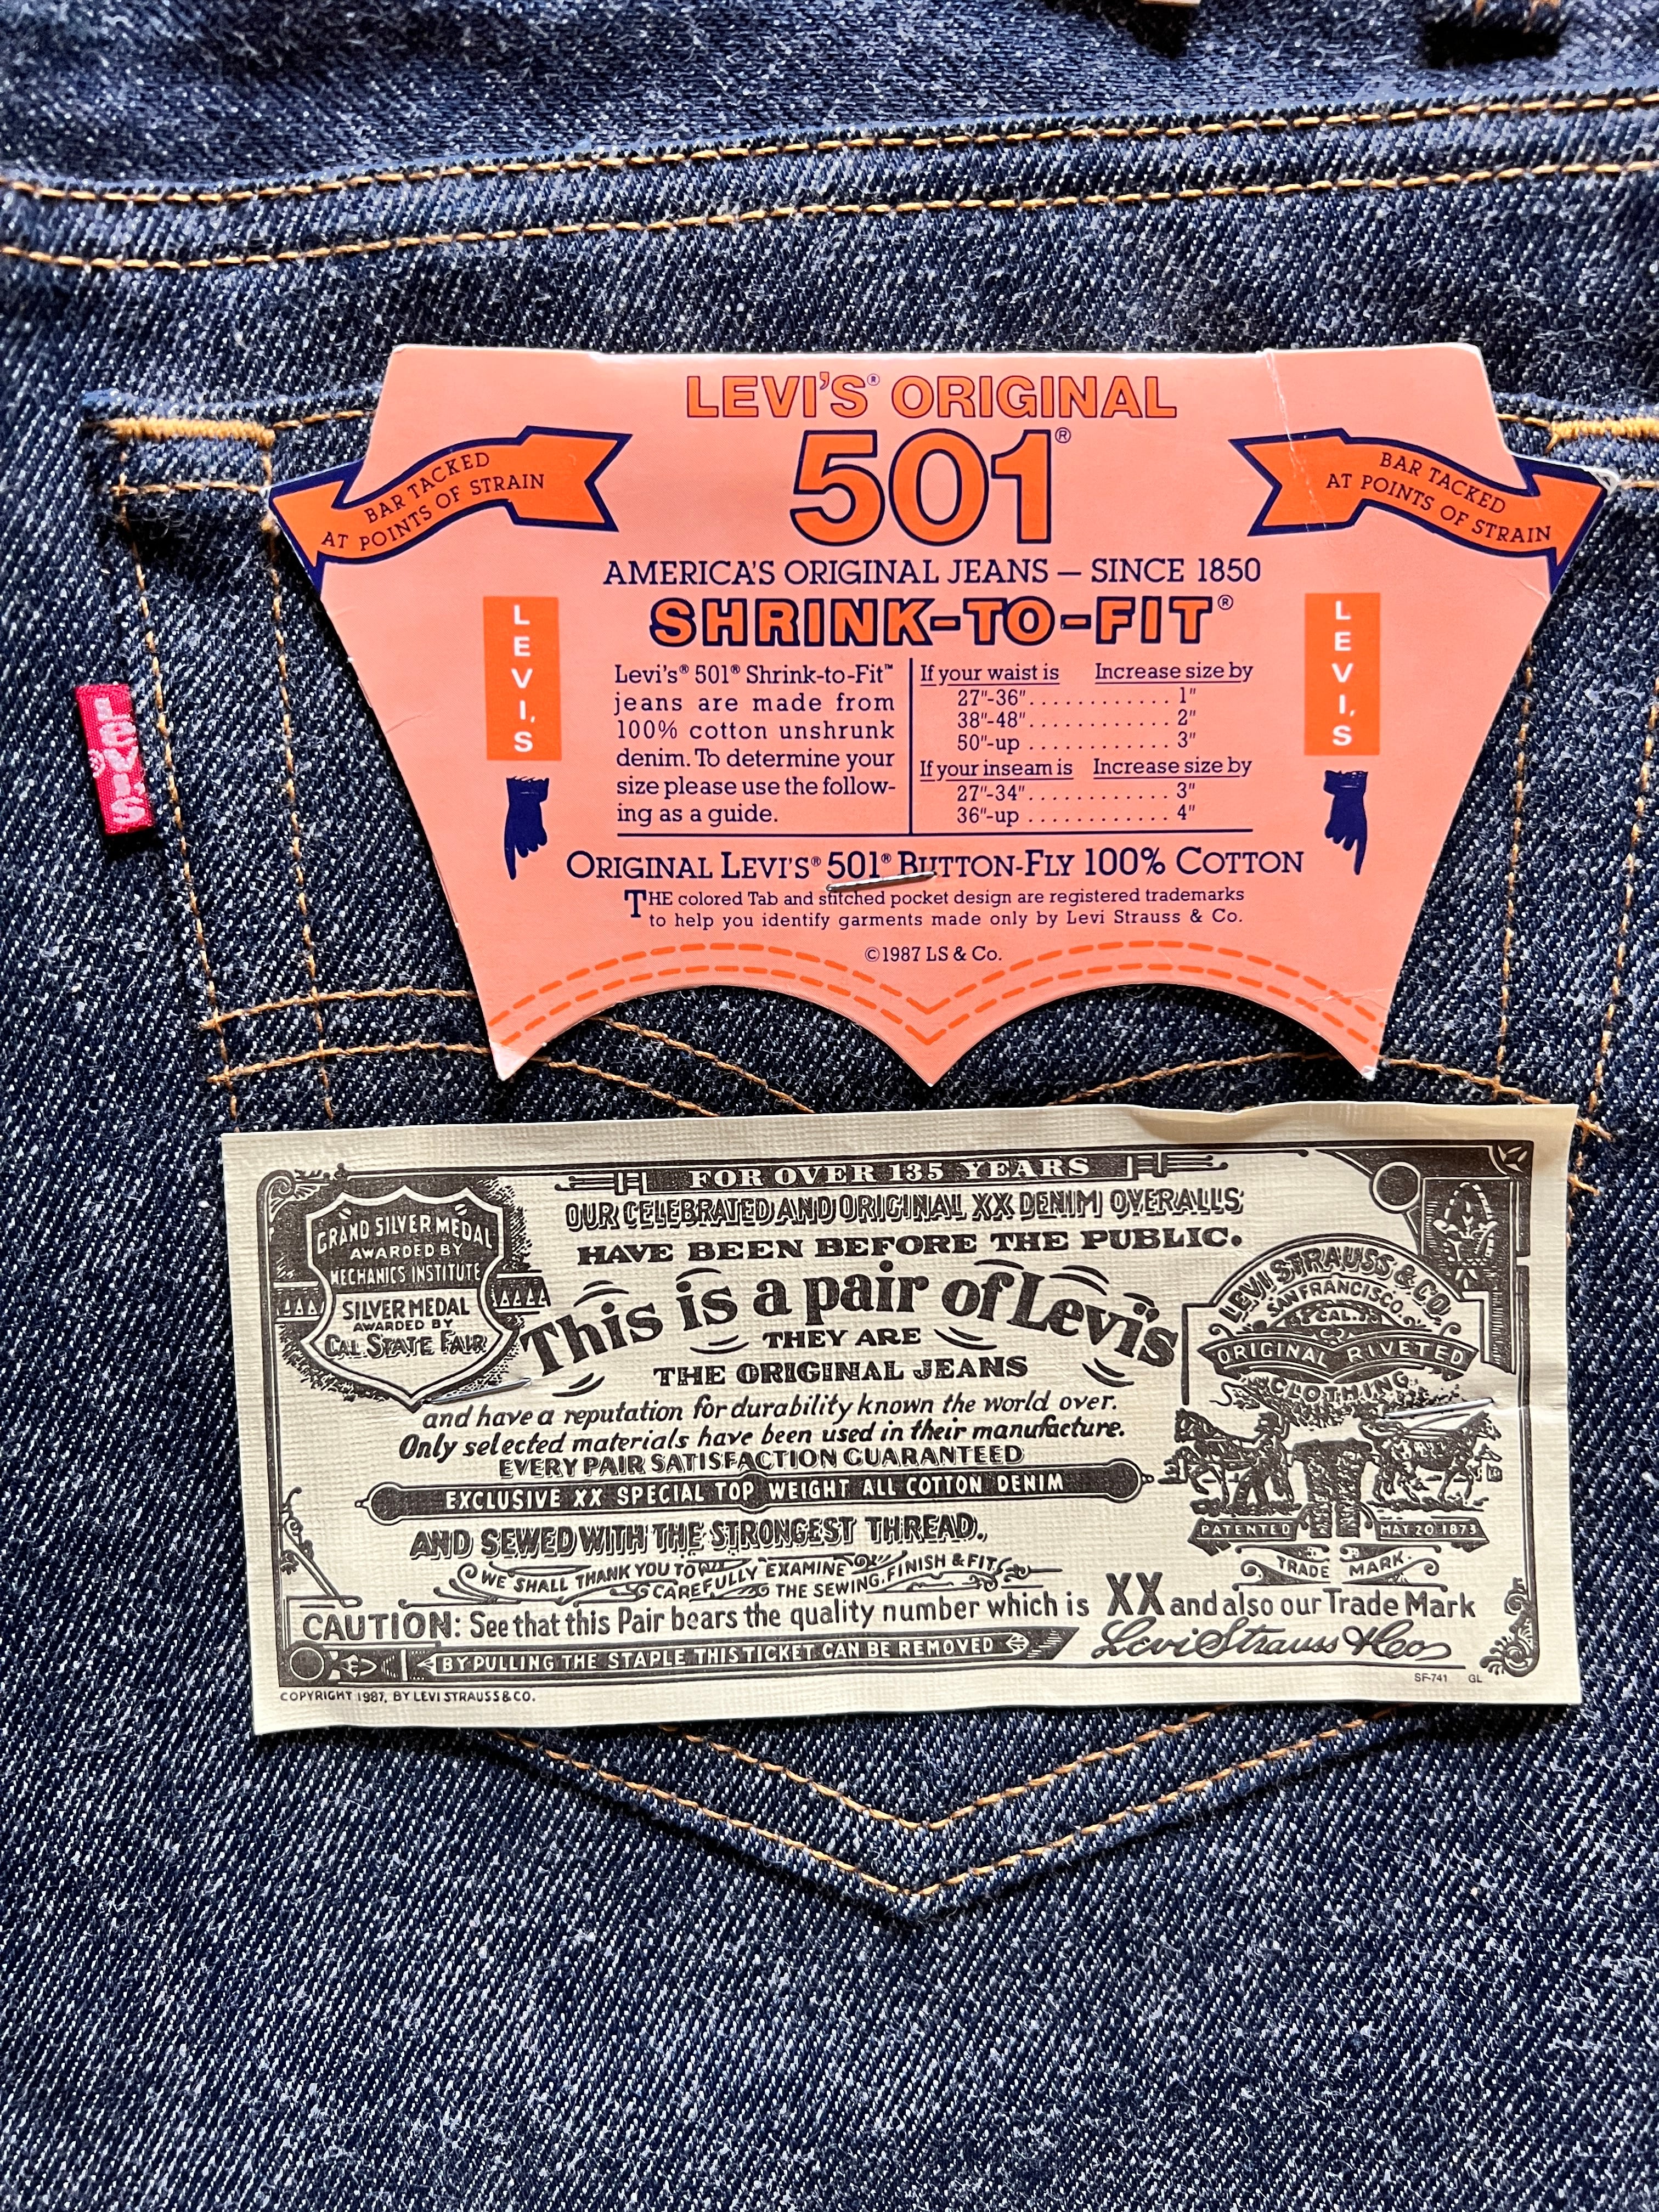 LEVI'S® ORIGINAL
501®
BAR TACKED
AT POINTS OF STRAIN
BAR TACKED
AT POINTS OF STRAIN
AMERICA'S ORIGINAL JEANS — SINCE 1850
SHRINK-TO-FIT®
LEVI'S
LEVI'S
Levi's® 501® Shrink-to-Fit™
jeans are made from
100% cotton unshrunk
denim. To determine your
size please use the follow-
ing as a guide.
If your waist is Increase size by
27"-36" . . . . . . . . . . . . 1"
38"-48" . . . . . . . . . . . . 2"
50"-up . . . . . . . . . . . . 3"
If your inseam is Increase size by
27"-34" . . . . . . . . . . . . 3"
36"-up . . . . . . . . . . . . 4"
ORIGINAL LEVI'S® 501® BUTTON-FLY 100% COTTON
THE colored Tab and stitched pocket design are registered trademarks
to help you identify garments made only by Levi Strauss & Co.
©1987 LS & Co.
LEVI'S®
FOR OVER 135 YEARS
OUR CELEBRATED AND ORIGINAL XX DENIM OVERALLS
HAVE BEEN BEFORE THE PUBLIC.
GRAND SILVER MEDAL
AWARDED BY
MECHANICS INSTITUTE
SILVER MEDAL
AWARDED BY
CAL. STATE FAIR
This is a pair of Levi's
THEY ARE
THE ORIGINAL JEANS
and have a reputation for durability known the world over.
Only selected materials have been used in their manufacture.
EVERY PAIR SATISFACTION GUARANTEED
EXCLUSIVE XX SPECIAL TOP WEIGHT ALL COTTON DENIM
AND SEWED WITH THE STRONGEST THREAD.
WE SHALL THANK YOU TO CAREFULLY EXAMINE
THE SEWING, FINISH & FIT
LEVI STRAUSS & CO.
SAN FRANCISCO,
CAL.
ORIGINAL RIVETED
CLOTHING
PATENTED MAY 20 1873
TRADE MARK.
CAUTION: See that this Pair bears the quality number which is XX and also our Trade Mark
BY PULLING THE STAPLE THIS TICKET CAN BE REMOVED
Levi Strauss & Co
SF-741 GL
COPYRIGHT 1987, BY LEVI STRAUSS & CO.